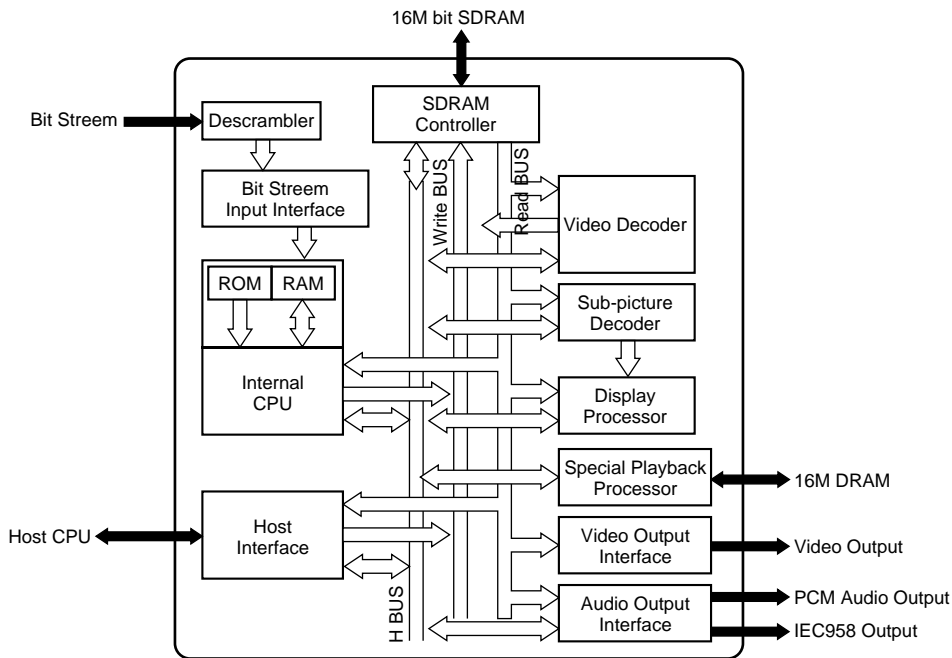 16M bit SDRAM
SDRAM
Controller
Bit Streem
Descrambler
Bit Streem
Input Interface
Write BUS
Read BUS
Video Decoder
ROM
RAM
Sub-picture
Decoder
Internal
CPU
Display
Processor
Special Playback
Processor
16M DRAM
Host CPU
Host
Interface
Video Output
Interface
Video Output
H BUS
Audio Output
Interface
PCM Audio Output
IEC958 Output